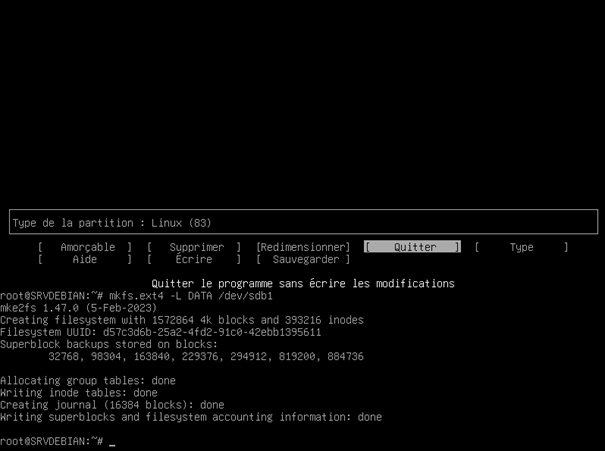 Type de la partition : Linux (83)
[ Amorçable ] [ Supprimer ] [Redimensionner] [ Quitter ] [ Type ]
[ Aide ] [ Écrire ] [ Sauvegarder ]
Quitter le programme sans écrire les modifications
root@SRVDEBIAN:~# mkfs.ext4 -L DATA /dev/sdb1
mke2fs 1.47.0 (5-Feb-2023)
Creating filesystem with 1572864 4k blocks and 393216 inodes
Filesystem UUID: d57c3d6b-25a2-4fd2-91c0-42ebb1395611
Superblock backups stored on blocks:
32768, 98304, 163840, 229376, 294912, 819200, 884736
Allocating group tables: done
Writing inode tables: done
Creating journal (16384 blocks): done
Writing superblocks and filesystem accounting information: done
root@SRVDEBIAN:~# _